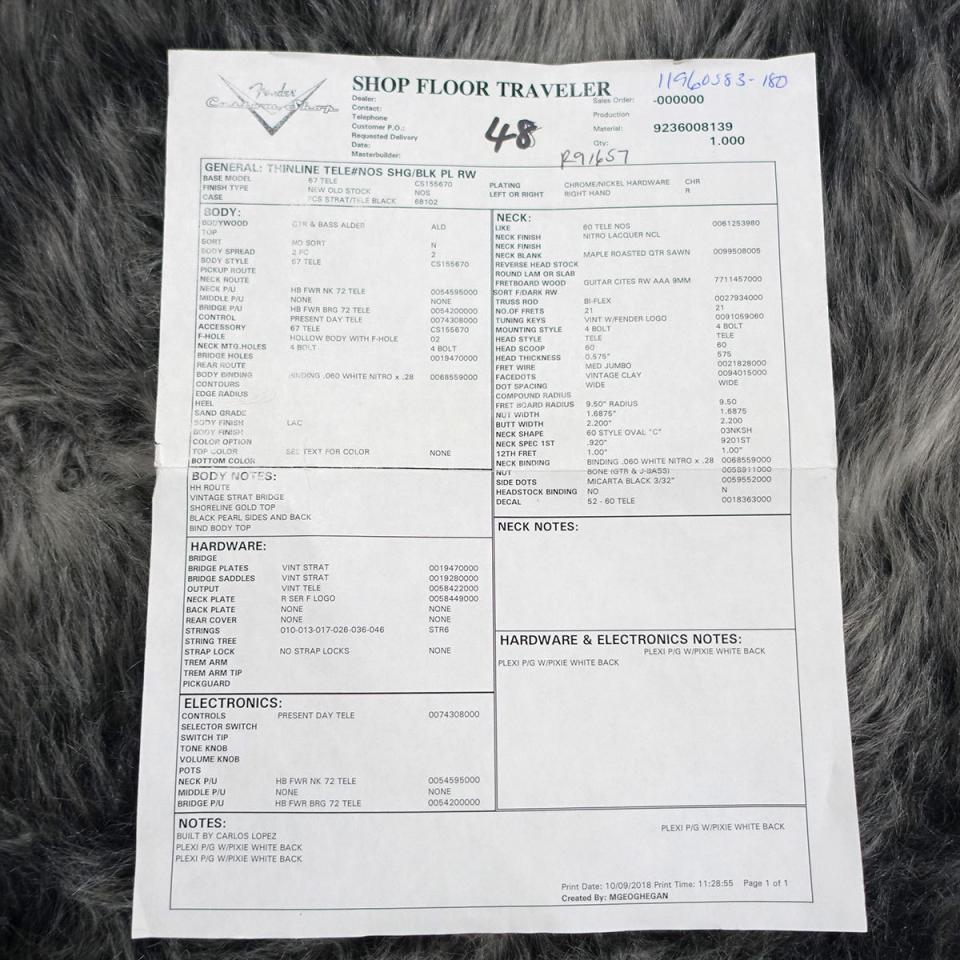 Fender
Custom Shop
SHOP FLOOR TRAVELER
11960583-180
Dealer:
Contact:
Telephone
Customer P.O.:
Requested Delivery
Date:
Masterbuilder:
48
R91657
Sales Order: -000000
Production
Material: 9236008139
Qty: 1.000
GENERAL: THINLINE TELE#NOS SHG/BLK PL RW
BASE MODEL 67 TELE CS155670
FINISH TYPE NEW OLD STOCK NOS
CASE FCS STRAT/TELE BLACK 68102
PLATING CHROME/NICKEL HARDWARE CHR
LEFT OR RIGHT RIGHT HAND R
BODY:
BODYWOOD GTR & BASS ALDER ALD
TOP
SORT NO SORT N
BODY SPREAD 2 PC 2
BODY STYLE 67 TELE CS155670
PICKUP ROUTE
NECK ROUTE
NECK P/U HB FWR NK 72 TELE 0054595000
MIDDLE P/U NONE NONE
BRIDGE P/U HB FWR BRG 72 TELE 0054200000
CONTROL PRESENT DAY TELE 0074308000
ACCESSORY 67 TELE CS155670
F-HOLE HOLLOW BODY WITH F-HOLE 02
NECK MTG.HOLES 4 BOLT 4 BOLT
BRIDGE HOLES 0019470000
REAR ROUTE
BODY BINDING BINDING .060 WHITE NITRO x .28 0068559000
CONTOURS
EDGE RADIUS
HEEL
SAND GRADE
BODY FINISH LAC
BODY FINISH
COLOR OPTION
TOP COLOR SEE TEXT FOR COLOR NONE
BOTTOM COLOR
BODY NOTES:
HH ROUTE
VINTAGE STRAT BRIDGE
SHORELINE GOLD TOP
BLACK PEARL SIDES AND BACK
BIND BODY TOP
HARDWARE:
BRIDGE
BRIDGE PLATES VINT STRAT 0019470000
BRIDGE SADDLES VINT STRAT 0019280000
OUTPUT VINT TELE 0058422000
NECK PLATE R SER F LOGO 0058449000
BACK PLATE NONE NONE
REAR COVER NONE NONE
STRINGS 010-013-017-026-036-046 STR6
STRING TREE
STRAP LOCK NO STRAP LOCKS NONE
TREM ARM
TREM ARM TIP
PICKGUARD
ELECTRONICS:
CONTROLS PRESENT DAY TELE 0074308000
SELECTOR SWITCH
SWITCH TIP
TONE KNOB
VOLUME KNOB
POTS
NECK P/U HB FWR NK 72 TELE 0054595000
MIDDLE P/U NONE NONE
BRIDGE P/U HB FWR BRG 72 TELE 0054200000
NECK:
LIKE 60 TELE NOS 0061253980
NECK FINISH NITRO LACQUER NCL
NECK FINISH
NECK BLANK MAPLE ROASTED QTR SAWN 0099508005
REVERSE HEAD STOCK
ROUND LAM OR SLAB
FRETBOARD WOOD GUITAR CITES RW AAA 9MM 7711457000
SORT F/DARK RW
TRUSS ROD BI-FLEX 0027934000
NO.OF FRETS 21 21
TUNING KEYS VINT W/FENDER LOGO 0091059060
MOUNTING STYLE 4 BOLT 4 BOLT
HEAD STYLE TELE TELE
HEAD SCOOP 60 60
HEAD THICKNESS 0.575" 575
FRET WIRE MED JUMBO 0021828000
FACEDOTS VINTAGE CLAY 0094015000
DOT SPACING WIDE WIDE
COMPOUND RADIUS
FRET BOARD RADIUS 9.50" RADIUS 9.50
NUT WIDTH 1.6875" 1.6875
BUTT WIDTH 2.200" 2.200
NECK SHAPE 60 STYLE OVAL "C" 03NKSH
NECK SPEC 1ST .920" 9201ST
12TH FRET 1.00" 1.00"
NECK BINDING BINDING .060 WHITE NITRO x .28 0068559000
NUT BONE (GTR & J-BASS) 0058911000
SIDE DOTS MICARTA BLACK 3/32" 0059552000
HEADSTOCK BINDING NO N
DECAL 52 - 60 TELE 0018363000
NECK NOTES:
HARDWARE & ELECTRONICS NOTES:
PLEXI P/G W/PIXIE WHITE BACK
PLEXI P/G W/PIXIE WHITE BACK
NOTES:
BUILT BY CARLOS LOPEZ
PLEXI P/G W/PIXIE WHITE BACK
PLEXI P/G W/PIXIE WHITE BACK
PLEXI P/G W/PIXIE WHITE BACK
Print Date: 10/09/2018 Print Time: 11:28:55 Page 1 of 1
Created By: MGEOGHEGAN